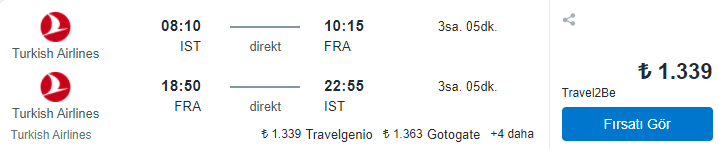 08:10 10:15 3sa. 05dk.
Turkish Airlines IST direkt FRA
18:50 22:55 3sa. 05dk.
Turkish Airlines FRA direkt IST
Turkish Airlines ₺ 1.339 Travelgenio ₺ 1.363 Gotogate +4 daha
₺ 1.339
Travel2Be
Fırsatı Gör